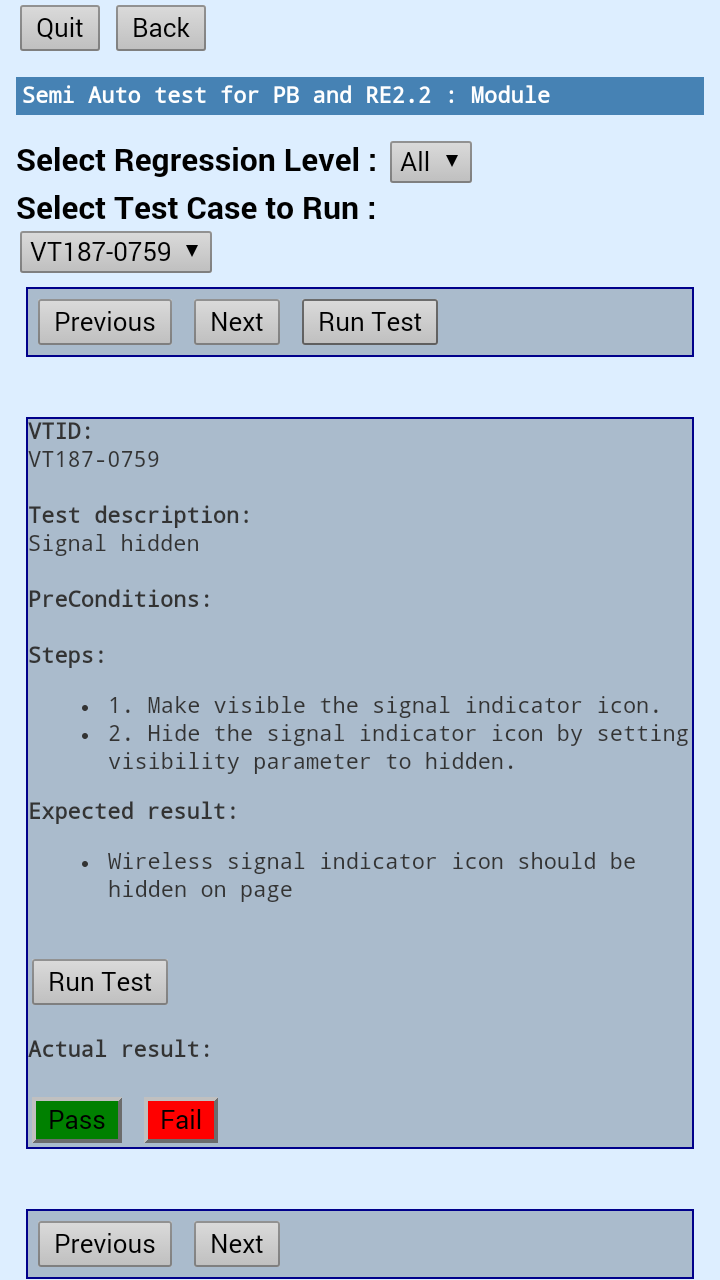 Quit Back
Semi Auto test for PB and RE2.2 : Module
Select Regression Level : All
Select Test Case to Run :
VT187-0759
Previous Next Run Test
VTID:
VT187-0759
Test description:
Signal hidden
PreConditions:
Steps:
• 1. Make visible the signal indicator icon.
• 2. Hide the signal indicator icon by setting
visibility parameter to hidden.
Expected result:
• Wireless signal indicator icon should be
hidden on page
Run Test
Actual result:
Pass Fail
Previous Next